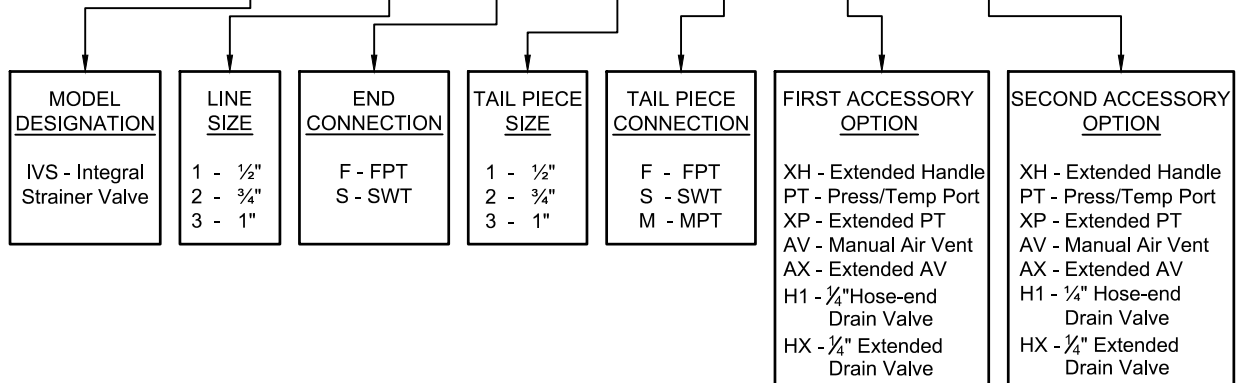 MODEL
DESIGNATION
IVS - Integral
Strainer Valve
LINE
SIZE
1 - ½"
2 - ¾"
3 - 1"
END
CONNECTION
F - FPT
S - SWT
TAIL PIECE
SIZE
1 - ½"
2 - ¾"
3 - 1"
TAIL PIECE
CONNECTION
F - FPT
S - SWT
M - MPT
FIRST ACCESSORY
OPTION
XH - Extended Handle
PT - Press/Temp Port
XP - Extended PT
AV - Manual Air Vent
AX - Extended AV
H1 - ¼"Hose-end
Drain Valve
HX - ¼" Extended
Drain Valve
SECOND ACCESSORY
OPTION
XH - Extended Handle
PT - Press/Temp Port
XP - Extended PT
AV - Manual Air Vent
AX - Extended AV
H1 - ¼" Hose-end
Drain Valve
HX - ¼" Extended
Drain Valve